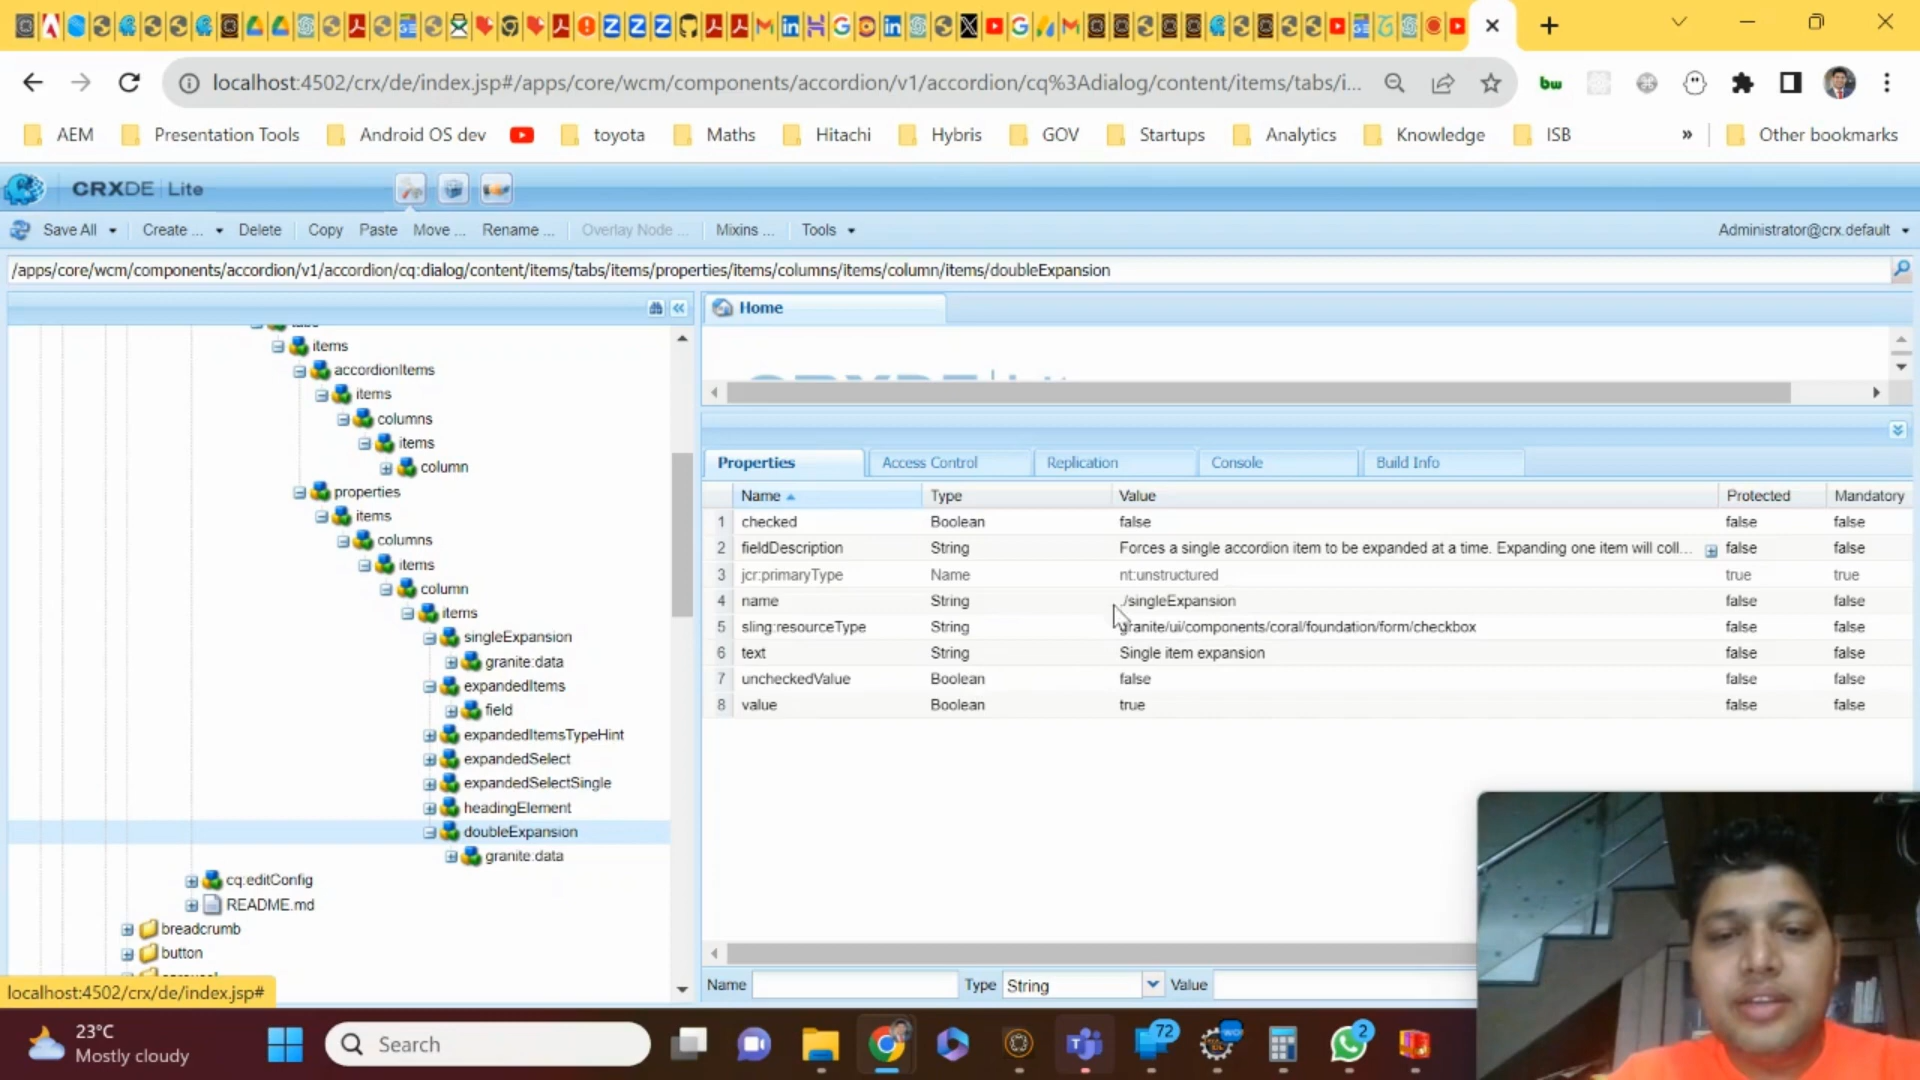 localhost:4502/crx/de/index.jsp#/apps/core/wcm/components/accordion/v1/accordion/cq%3Adialog/content/items/tabs/i...
bw
AEM
Presentation Tools
Android OS dev
toyota
Maths
Hitachi
Hybris
GOV
Startups
Analytics
Knowledge
ISB
»
Other bookmarks
CRXDE | Lite
Save All
Create ...
Delete
Copy
Paste
Move ...
Rename ...
Overlay Node ...
Mixins ...
Tools
Administrator@crx.default
/apps/core/wcm/components/accordion/v1/accordion/cq:dialog/content/items/tabs/items/properties/items/columns/items/column/items/doubleExpansion
Home
items
accordionItems
items
columns
items
column
properties
items
columns
items
column
items
singleExpansion
granite:data
expandedItems
field
expandedItemsTypeHint
expandedSelect
expandedSelectSingle
headingElement
doubleExpansion
granite:data
cq:editConfig
README.md
breadcrumb
button
localhost:4502/crx/de/index.jsp#
Properties
Access Control
Replication
Console
Build Info
Name Type Value Protected Mandatory
1 checked Boolean false false false
2 fieldDescription String Forces a single accordion item to be expanded at a time. Expanding one item will coll... false false
3 jcr:primaryType Name nt:unstructured true true
4 name String ./singleExpansion false false
5 sling:resourceType String granite/ui/components/coral/foundation/form/checkbox false false
6 text String Single item expansion false false
7 uncheckedValue Boolean false false false
8 value Boolean true false false
Name
Type String
Value
23°C
Mostly cloudy
Search
72
2